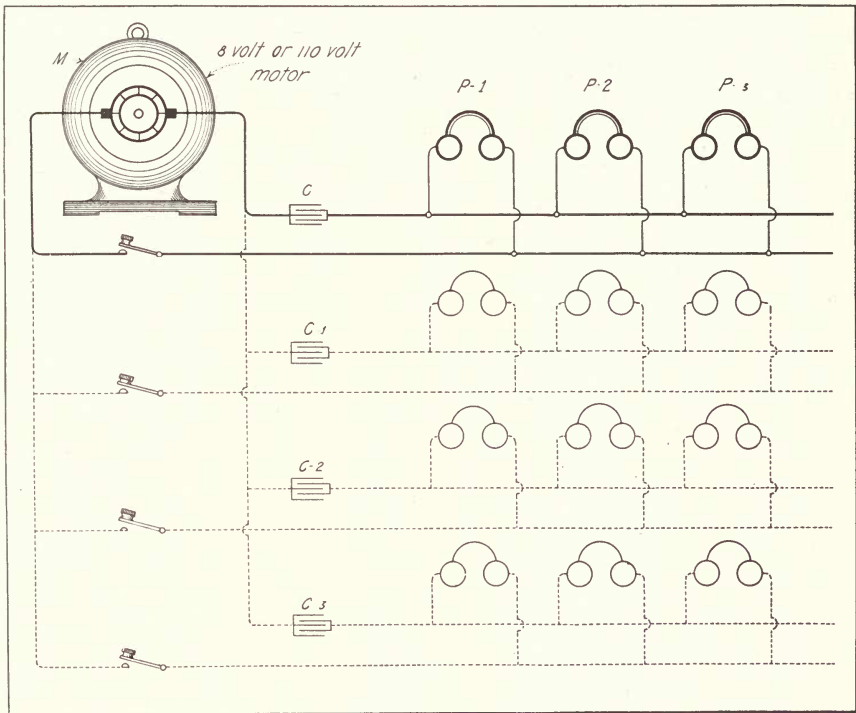 M
8 volt or 110 volt
motor
P-1
P-2
P-3
C
C 1
C-2
C 3